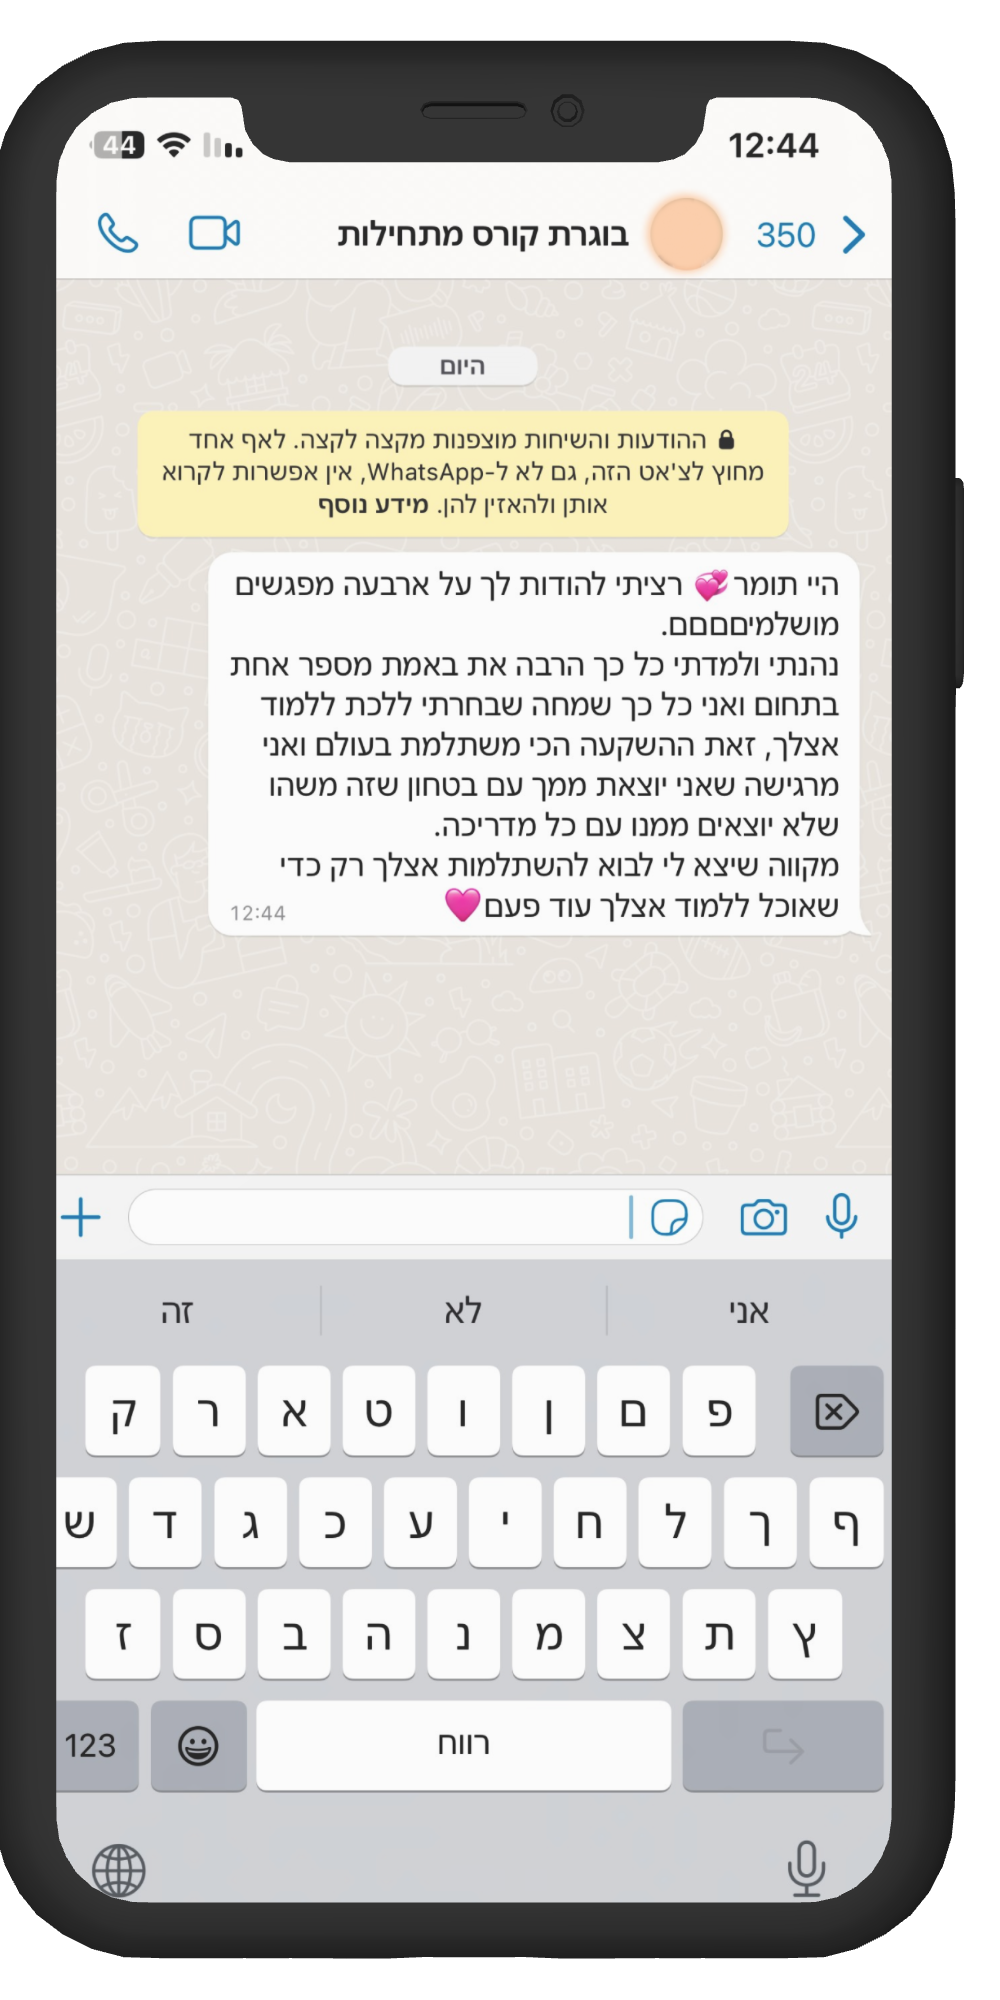 44
12:44
350
בוגרת קורס מתחילות
היום
ההודעות והשיחות מוצפנות מקצה לקצה. לאף אחד
מחוץ לצ'אט הזה, גם לא ל-WhatsApp, אין אפשרות לקרוא
אותן ולהאזין להן. מידע נוסף
היי תומר💞 רציתי להודות לך על ארבעה מפגשים
מושלמיםםםם.
נהנתי ולמדתי כל כך הרבה את באמת מספר אחת
בתחום ואני כל כך שמחה שבחרתי ללכת ללמוד
אצלך, זאת ההשקעה הכי משתלמת בעולם ואני
מרגישה שאני יוצאת ממך עם בטחון שזה משהו
שלא יוצאים ממנו עם כל מדריכה.
מקווה שיצא לי לבוא להשתלמות אצלך רק כדי
שאוכל ללמוד אצלך עוד פעם🩷
12:44
אני לא זה
פ ם ן ו ט א ר ק
ף ך ל ח י ע כ ג ד ש
ץ ת צ מ נ ה ב ס ז
רווח
123